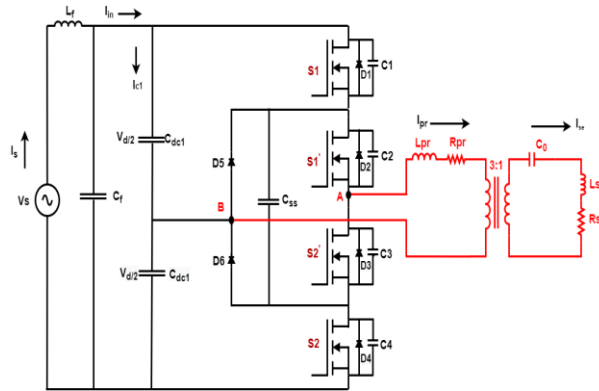 Lf
Iin
Ic1
Is
Vs
Cf
Vd/2
Cdc1
Vd/2
Cdc1
S1
D1
C1
S1'
D2
C2
D5
Css
A
B
D6
S2'
D3
C3
S2
D4
C4
Ipr
Lpr
Rpr
3:1
C0
Ise
Ls
Rs